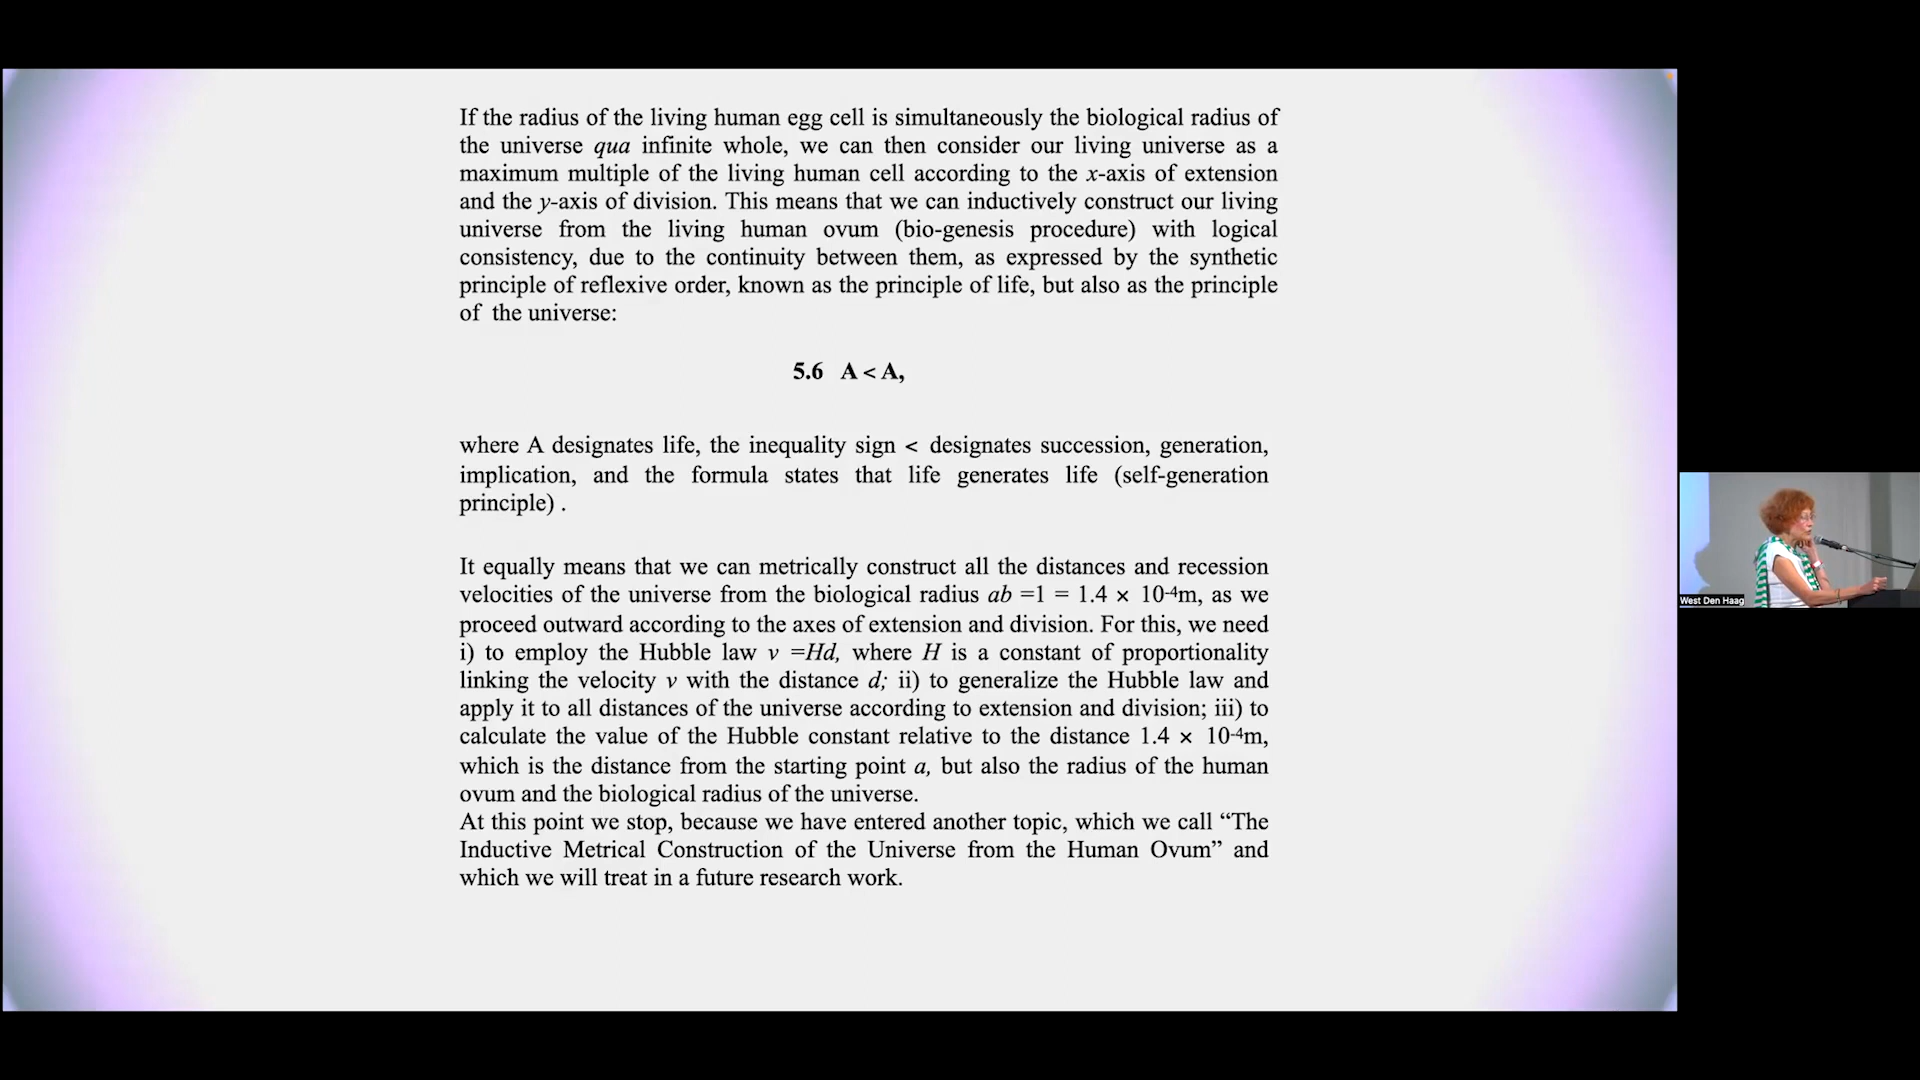 If the radius of the living human egg cell is simultaneously the biological radius of
the universe qua infinite whole, we can then consider our living universe as a
maximum multiple of the living human cell according to the x-axis of extension
and the y-axis of division. This means that we can inductively construct our living
universe from the living human ovum (bio-genesis procedure) with logical
consistency, due to the continuity between them, as expressed by the synthetic
principle of reflexive order, known as the principle of life, but also as the principle
of the universe:
5.6 A < A,
where A designates life, the inequality sign < designates succession, generation,
implication, and the formula states that life generates life (self-generation
principle) .
It equally means that we can metrically construct all the distances and recession
velocities of the universe from the biological radius ab =1 = 1.4 × 10⁻⁴m, as we
proceed outward according to the axes of extension and division. For this, we need
i) to employ the Hubble law v =Hd, where H is a constant of proportionality
linking the velocity v with the distance d; ii) to generalize the Hubble law and
apply it to all distances of the universe according to extension and division; iii) to
calculate the value of the Hubble constant relative to the distance 1.4 × 10⁻⁴m,
which is the distance from the starting point a, but also the radius of the human
ovum and the biological radius of the universe.
At this point we stop, because we have entered another topic, which we call “The
Inductive Metrical Construction of the Universe from the Human Ovum” and
which we will treat in a future research work.
West Den Haag